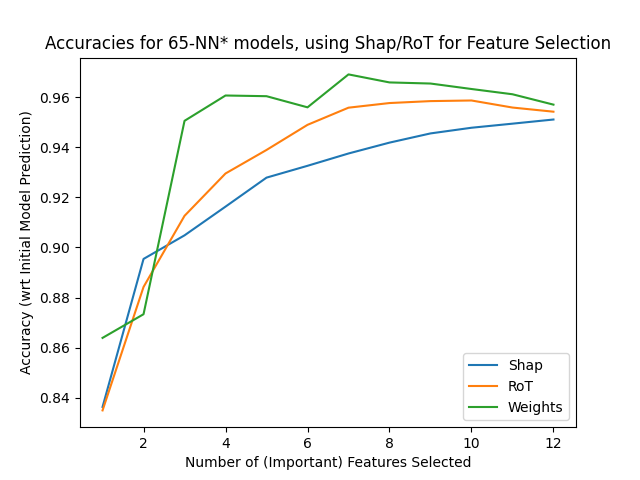 Accuracies for 65-NN* models, using Shap/RoT for Feature Selection
Accuracy (wrt Initial Model Prediction)
0.96
0.94
0.92
0.90
0.88
0.86
0.84
Shap
RoT
Weights
2
4
6
8
10
12
Number of (Important) Features Selected